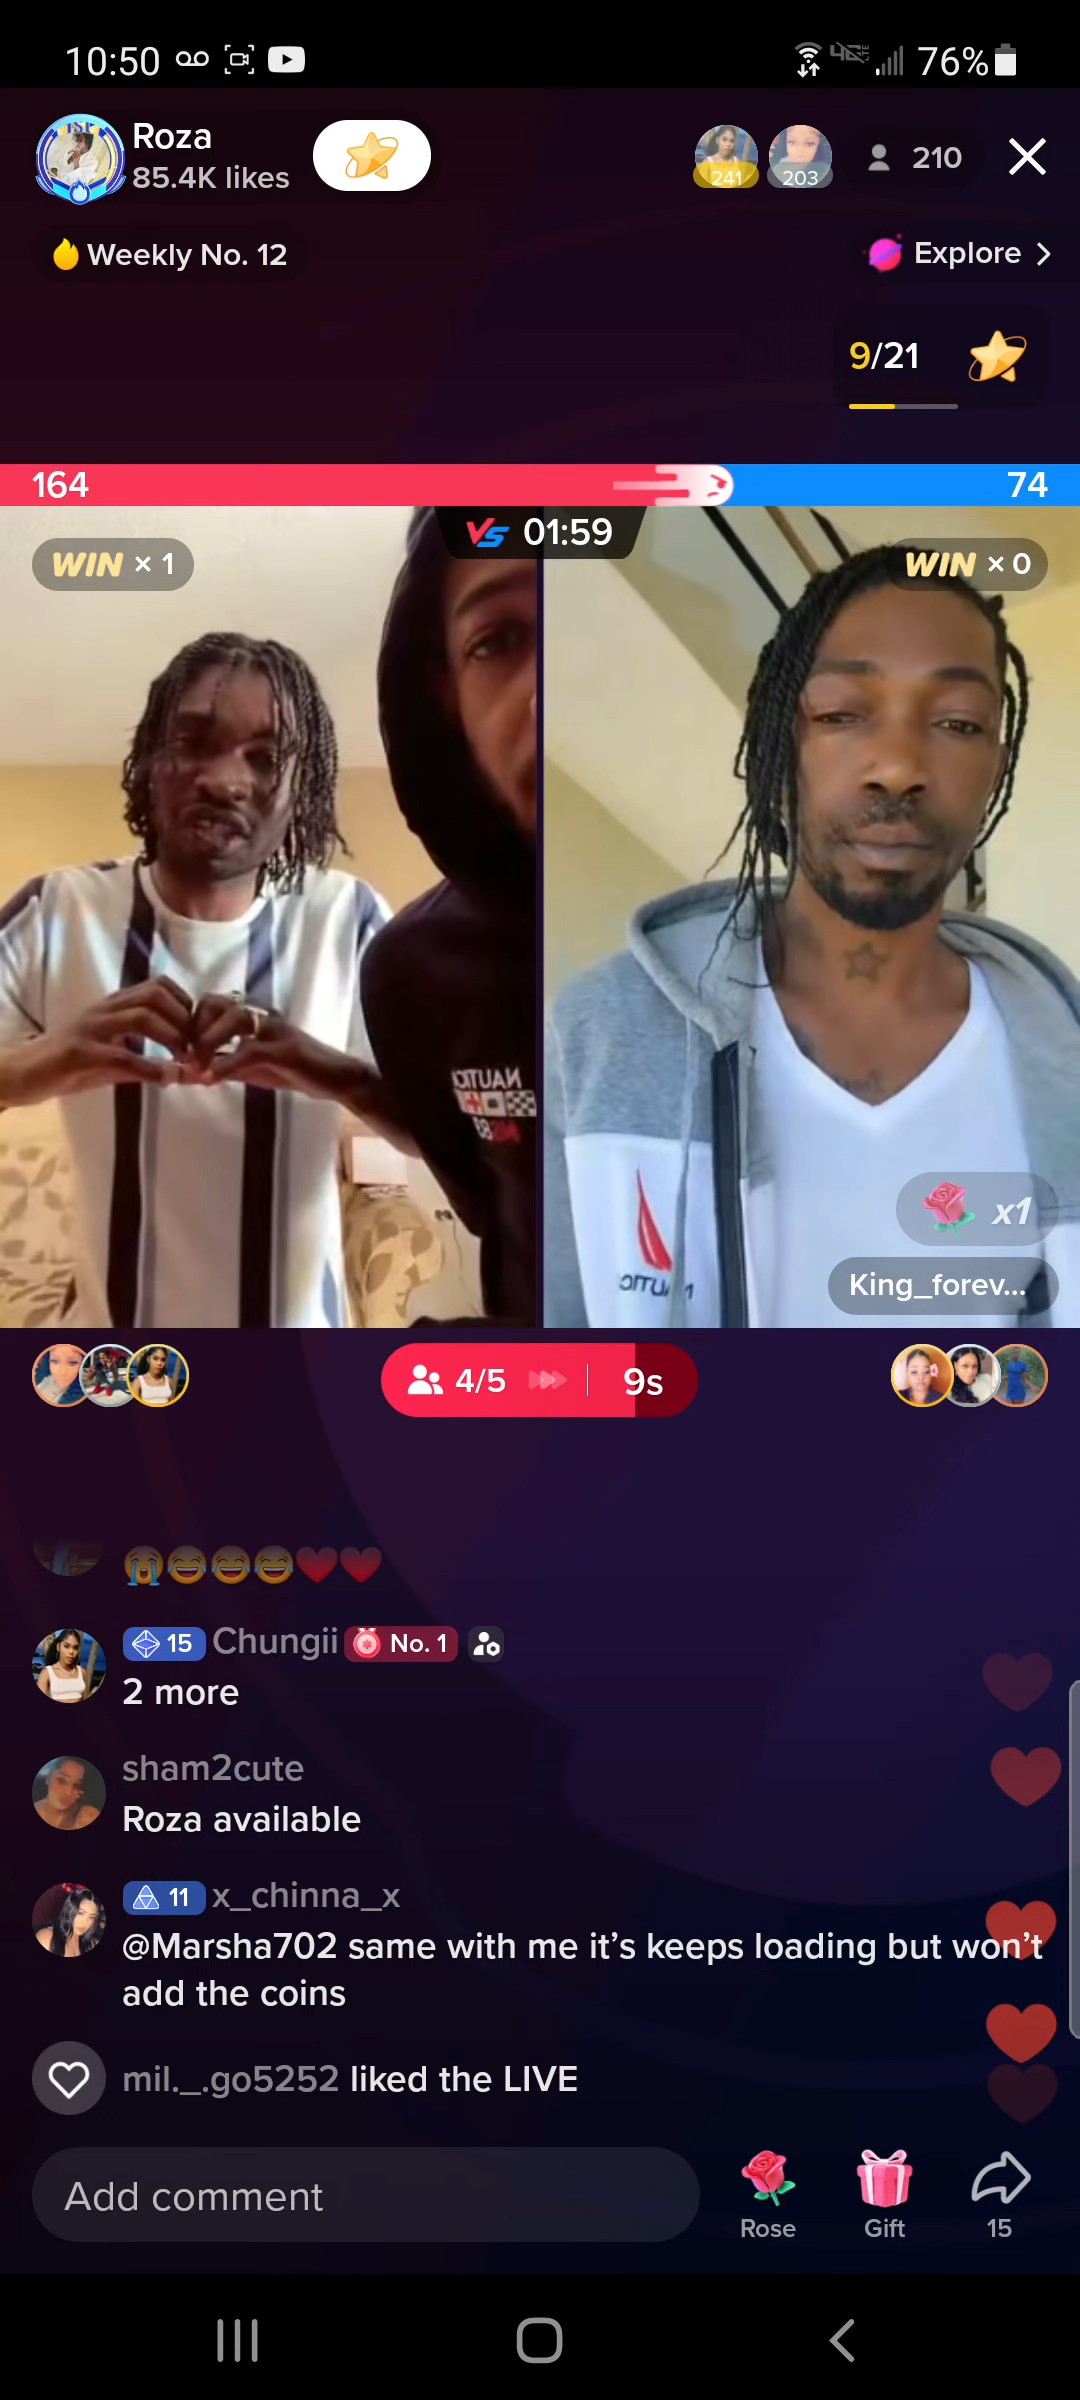 10:50
76%
Roza
85.4K likes
241
203
210
Weekly No. 12
Explore
9/21
164
74
VS 01:59
WIN × 1
WIN × 0
NAUTICA
x1
King_forev...
4/5
9s
😭😂😂😂❤️❤️
15 Chungii No. 1
2 more
sham2cute
Roza available
11 x_chinna_x
@Marsha702 same with me it’s keeps loading but won’t
add the coins
mil._.go5252 liked the LIVE
Add comment
Rose
Gift
15